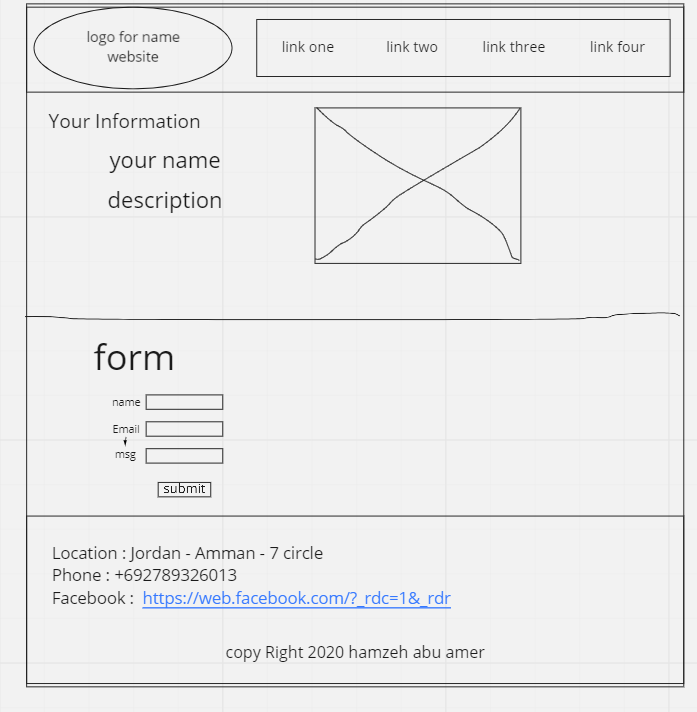 logo for name
website
link one link two link three link four
Your Information
your name
description
form
name
Email
msg
submit
Location : Jordan - Amman - 7 circle
Phone : +692789326013
Facebook : https://web.facebook.com/?_rdc=1&_rdr
copy Right 2020 hamzeh abu amer